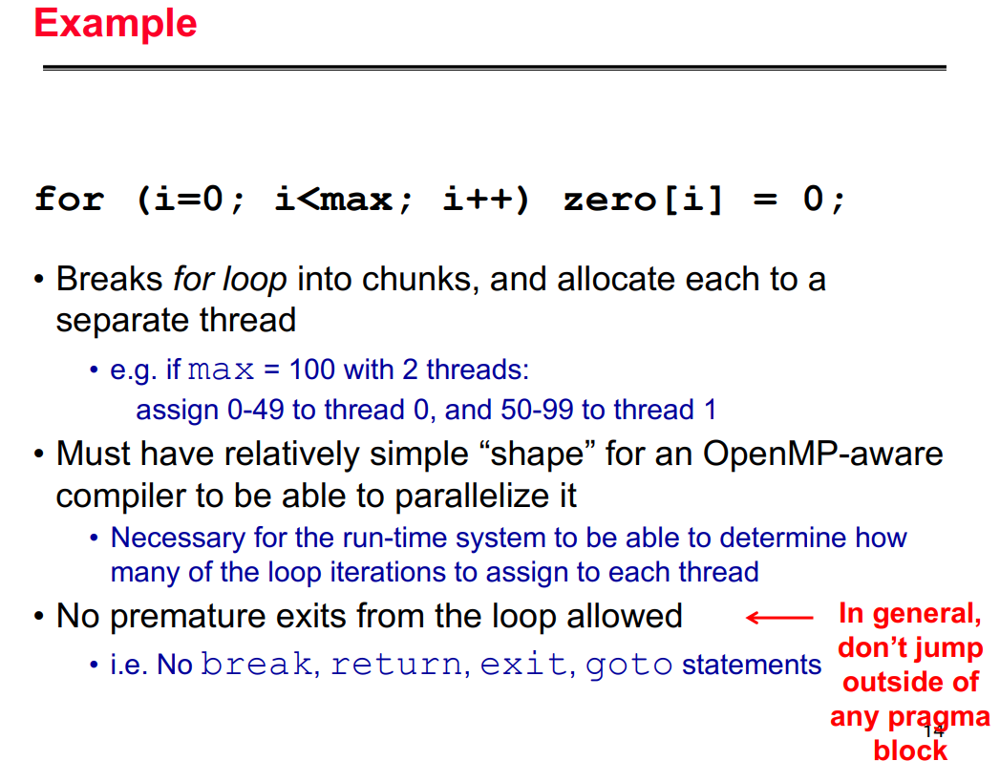 Example
for (i=0; i<max; i++) zero[i] = 0;
• Breaks for loop into chunks, and allocate each to a
separate thread
• e.g. if max = 100 with 2 threads:
assign 0-49 to thread 0, and 50-99 to thread 1
• Must have relatively simple “shape” for an OpenMP-aware
compiler to be able to parallelize it
• Necessary for the run-time system to be able to determine how
many of the loop iterations to assign to each thread
• No premature exits from the loop allowed
• i.e. No break, return, exit, goto statements
In general,
don’t jump
outside of
any pragma
block
14